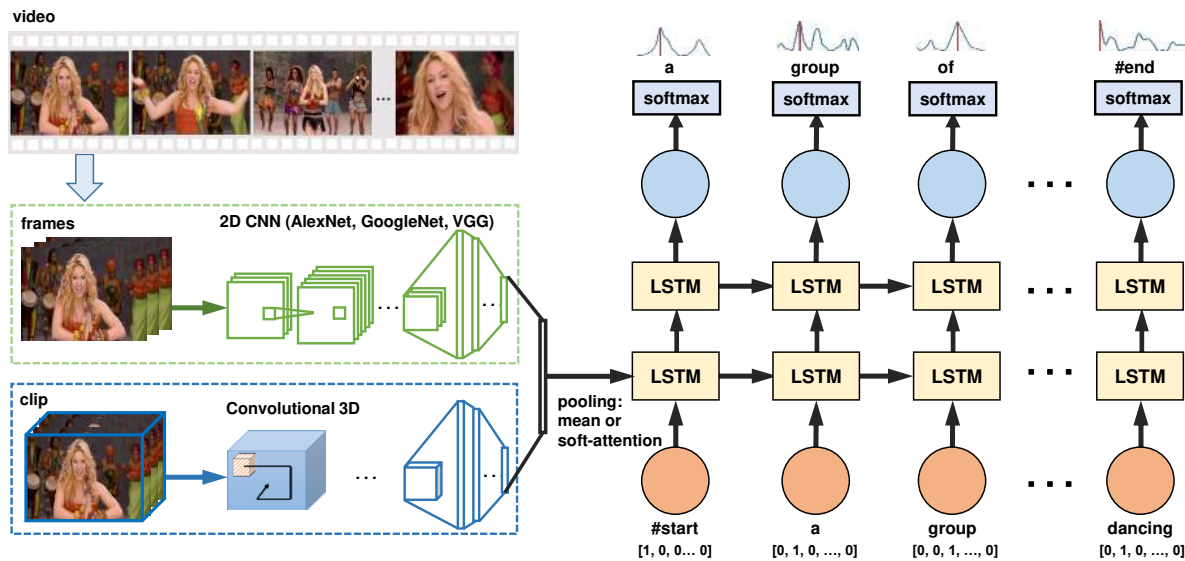 video
...
frames
2D CNN (AlexNet, GoogleNet, VGG)
...
...
clip
Convolutional 3D
...
...
pooling:
mean or
soft-attention
a group of #end
softmax softmax softmax softmax
...
LSTM LSTM LSTM ... LSTM
LSTM LSTM LSTM ... LSTM
...
#start a group dancing
[1, 0, 0... 0] [0, 1, 0, ..., 0] [0, 0, 1, ..., 0] [0, 1, 0, ..., 0]